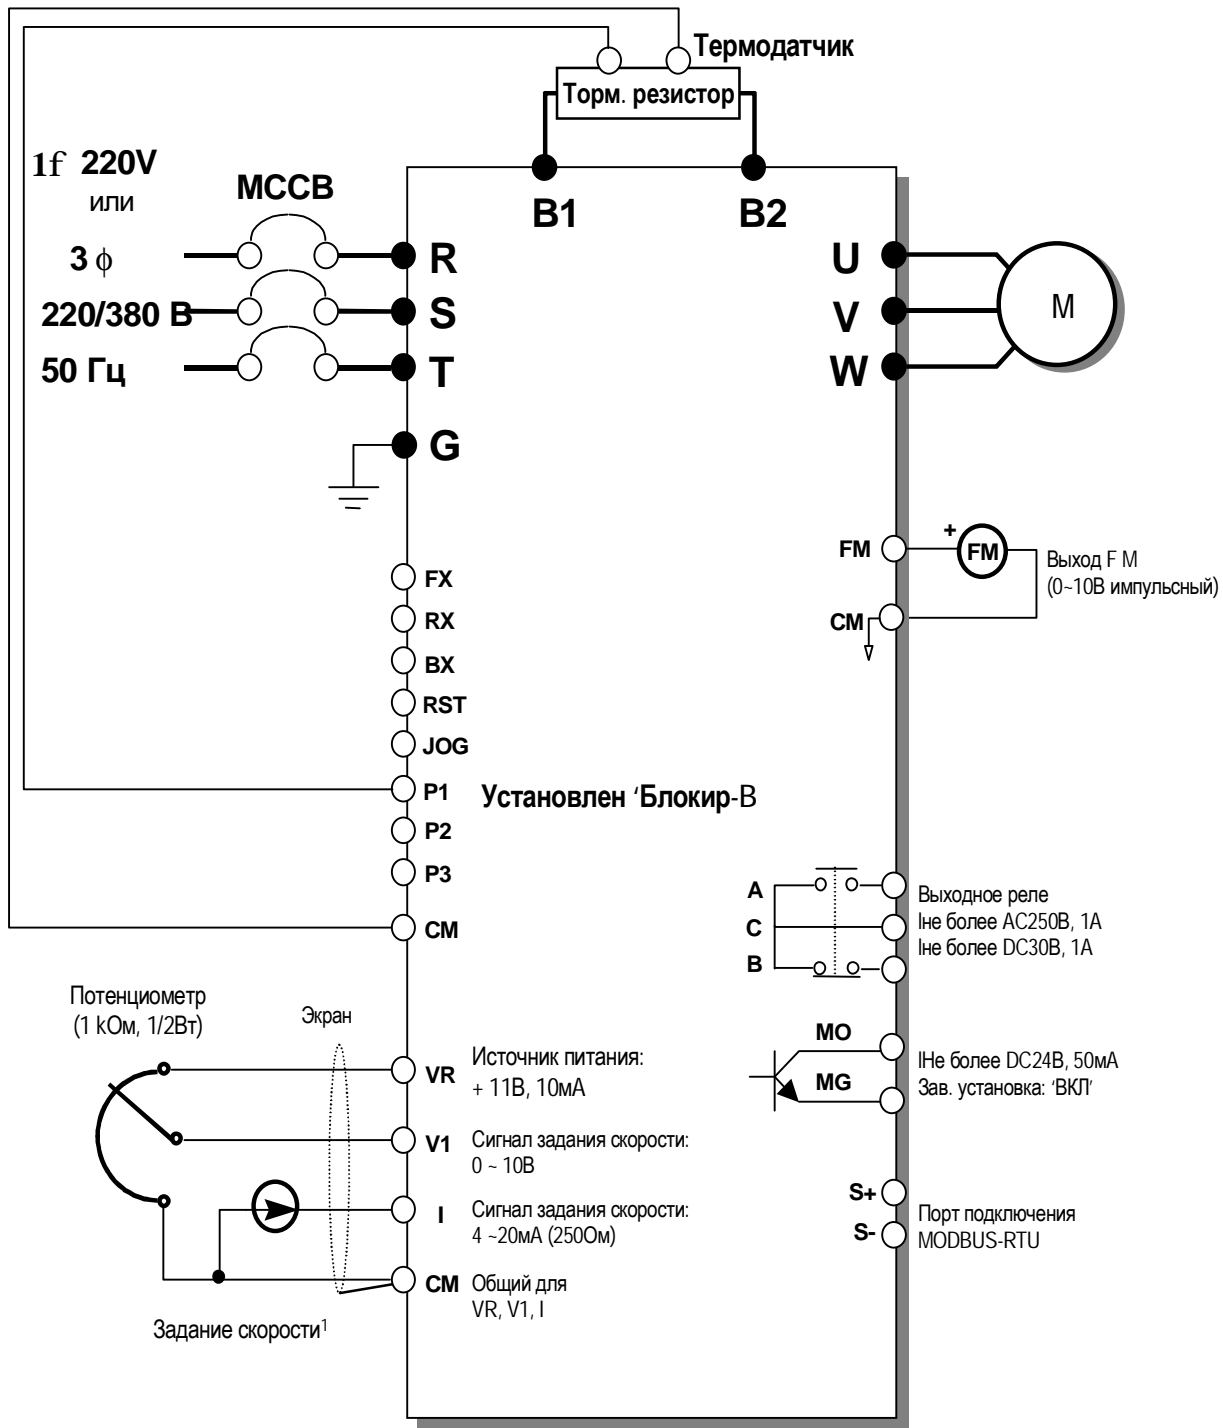 Термодатчик
Торм. резистор
1f 220V
или
3 ф
220/380 В
50 Гц
МССВ
B1
B2
R
S
T
G
U
V
W
M
FX
RX
BX
RST
JOG
P1
Установлен ‘Блокир-В
P2
P3
CM
FM
+
FM
Выход F M
(0~10В импульсный)
CM
A
C
B
Выходное реле
Iне более AC250В, 1А
Iне более DC30В, 1А
MO
MG
IНе более DC24В, 50мА
Зав. установка: ‘ВКЛ’
S+
S-
Порт подключения
MODBUS-RTU
Потенциометр
(1 kОм, 1/2Вт)
Экран
VR
Источник питания:
+ 11В, 10мА
V1
Сигнал задания скорости:
0 ~ 10В
I
Сигнал задания скорости:
4 ~20мА (250Ом)
CM
Общий для
VR, V1, I
Задание скорости1